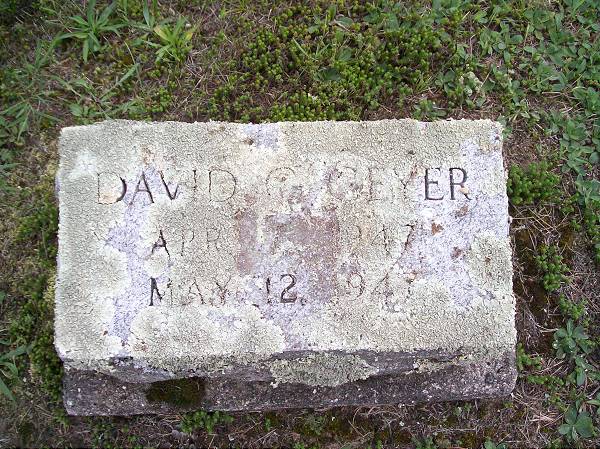 DAVID C. GEYER
APR. 1947
MAY. 12.